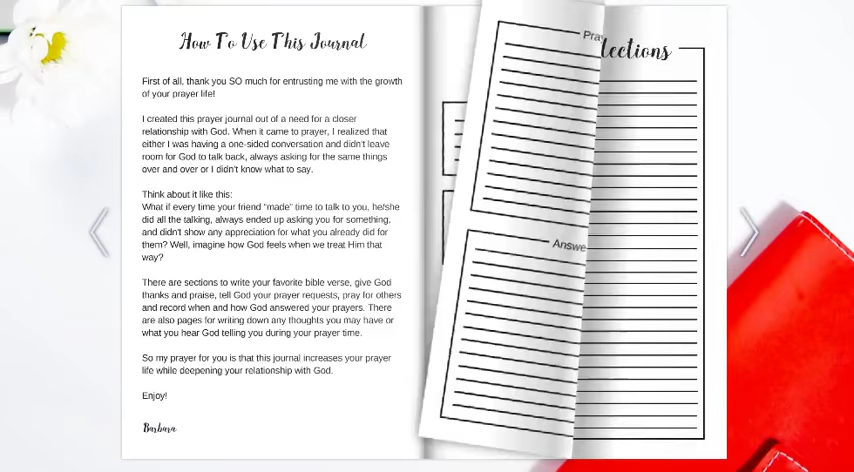 How To Use This Journal
First of all, thank you SO much for entrusting me with the growth
of your prayer life!
I created this prayer journal out of a need for a closer
relationship with God. When it came to prayer, I realized that
either I was having a one-sided conversation and didn't leave
room for God to talk back, always asking for the same things
over and over or I didn't know what to say.
Think about it like this:
What if every time your friend “made” time to talk to you, he/she
did all the talking, always ended up asking you for something,
and didn't show any appreciation for what you already did for
them? Well, imagine how God feels when we treat Him that
way?
There are sections to write your favorite bible verse, give God
thanks and praise, tell God your prayer requests, pray for others
and record when and how God answered your prayers. There
are also pages for writing down any thoughts you may have or
what you hear God telling you during your prayer time.
So my prayer for you is that this journal increases your prayer
life while deepening your relationship with God.
Enjoy!
Barbara
Pray
lections
Answe